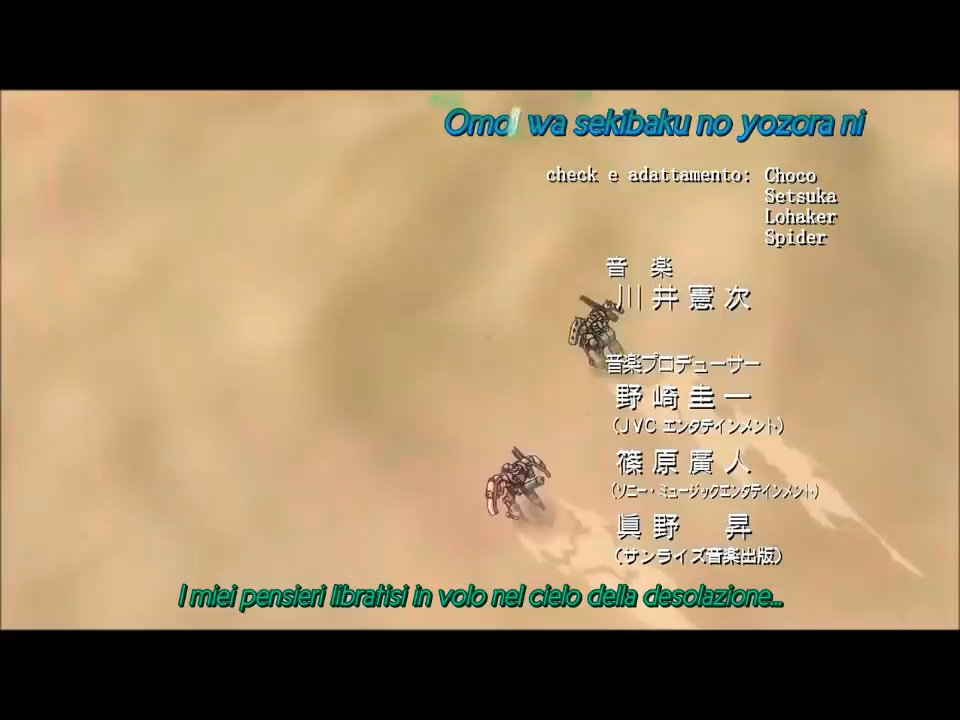 Omoi wa sekibaku no yozora ni
check e adattamento: Choco
Setsuka
Lohaker
Spider
音 楽
川井憲次
音楽プロデューサー
野崎圭一
(JVC エンタテインメント)
篠原廣人
(ソニー・ミュージックエンタテインメント)
眞野 昇
(サンライズ音楽出版)
I miei pensieri libratisi in volo nel cielo della desolazione...